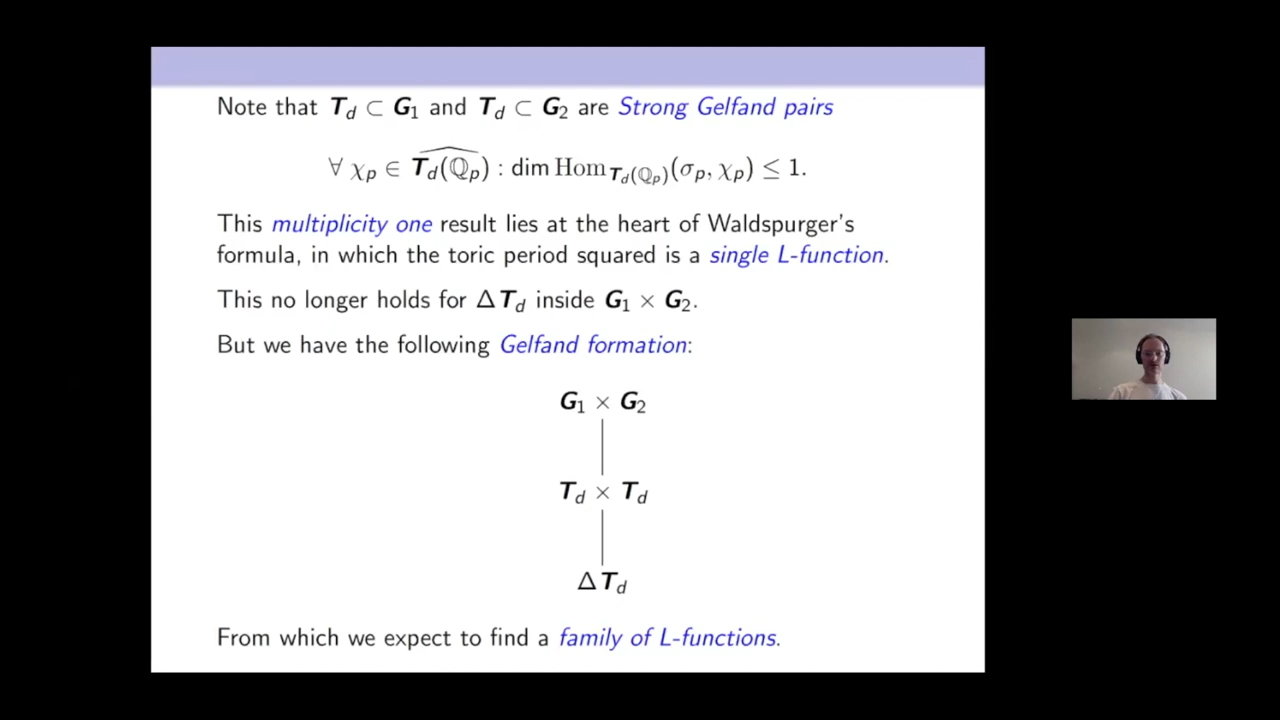 Note that T_d ⊂ G_1 and T_d ⊂ G_2 are Strong Gelfand pairs
∀ χ_p ∈ \widehat{T_d(ℚ_p)} : dim Hom_{T_d(ℚ_p)}(σ_p, χ_p) ≤ 1.
This multiplicity one result lies at the heart of Waldspurger's
formula, in which the toric period squared is a single L-function.
This no longer holds for ΔT_d inside G_1 × G_2.
But we have the following Gelfand formation:
G_1 × G_2
T_d × T_d
ΔT_d
From which we expect to find a family of L-functions.